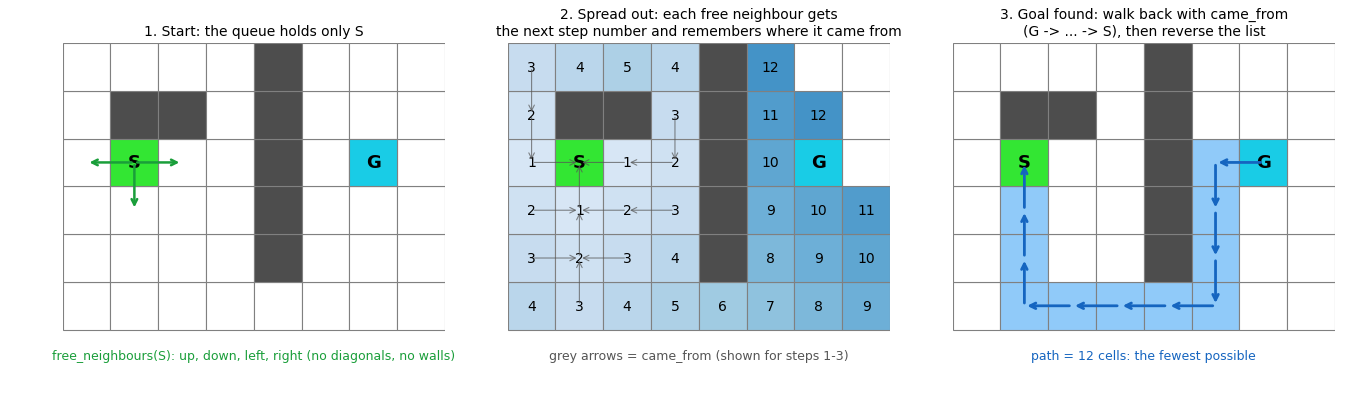 1. Start: the queue holds only S
S
G
free_neighbours(S): up, down, left, right (no diagonals, no walls)
2. Spread out: each free neighbour gets
the next step number and remembers where it came from
3 4 5 4 12
2 3 11 12
1 S 1 2 10 G
2 1 2 3 9 10 11
3 2 3 4 8 9 10
4 3 4 5 6 7 8 9
grey arrows = came_from (shown for steps 1-3)
3. Goal found: walk back with came_from
(G -> ... -> S), then reverse the list
S
G
path = 12 cells: the fewest possible